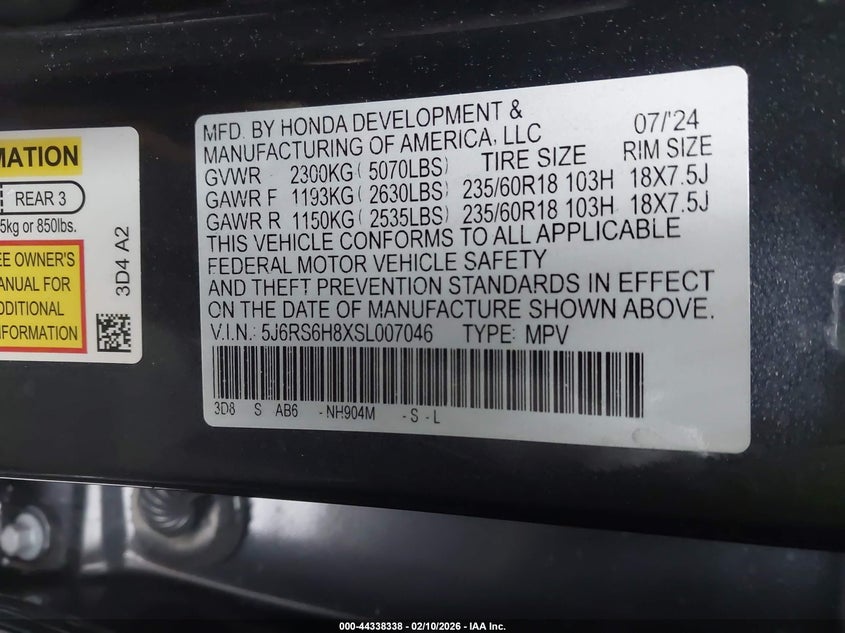 MATION
REAR 3
5kg or 850lbs.
EE OWNER'S
ANUAL FOR
DDITIONAL
NFORMATION
3D4 A2
MFD. BY HONDA DEVELOPMENT & 07/'24
MANUFACTURING OF AMERICA, LLC
TIRE SIZE RIM SIZE
GVWR 2300KG( 5070LBS)
GAWR F 1193KG( 2630LBS) 235/60R18 103H 18X7.5J
GAWR R 1150KG( 2535LBS) 235/60R18 103H 18X7.5J
THIS VEHICLE CONFORMS TO ALL APPLICABLE
FEDERAL MOTOR VEHICLE SAFETY
AND THEFT PREVENTION STANDARDS IN EFFECT
ON THE DATE OF MANUFACTURE SHOWN ABOVE.
V.I.N.: 5J6RS6H8XSL007046 TYPE: MPV
3D8 S AB6 -NH904M -S-L
000-44338338 - 02/10/2026 - IAA Inc.